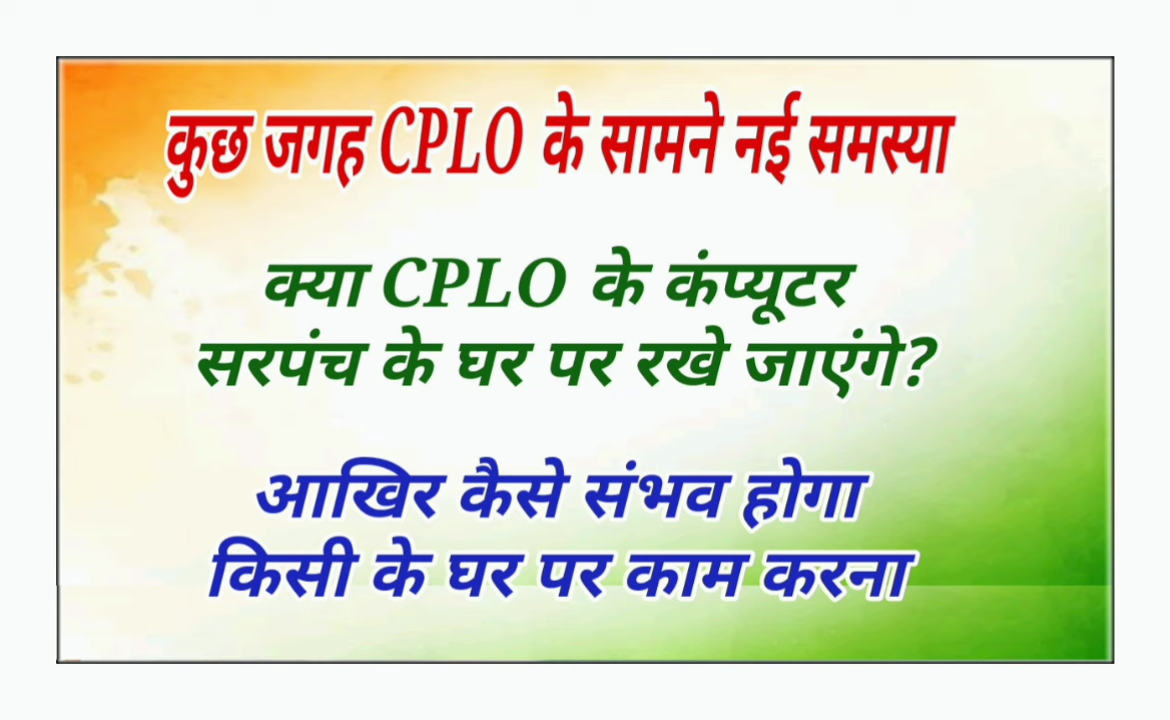 कुछ जगह CPLO के सामने नई समस्या
क्या CPLO के कंप्यूटर
सरपंच के घर पर रखे जाएंगे?
आखिर कैसे संभव होगा
किसी के घर पर काम करना